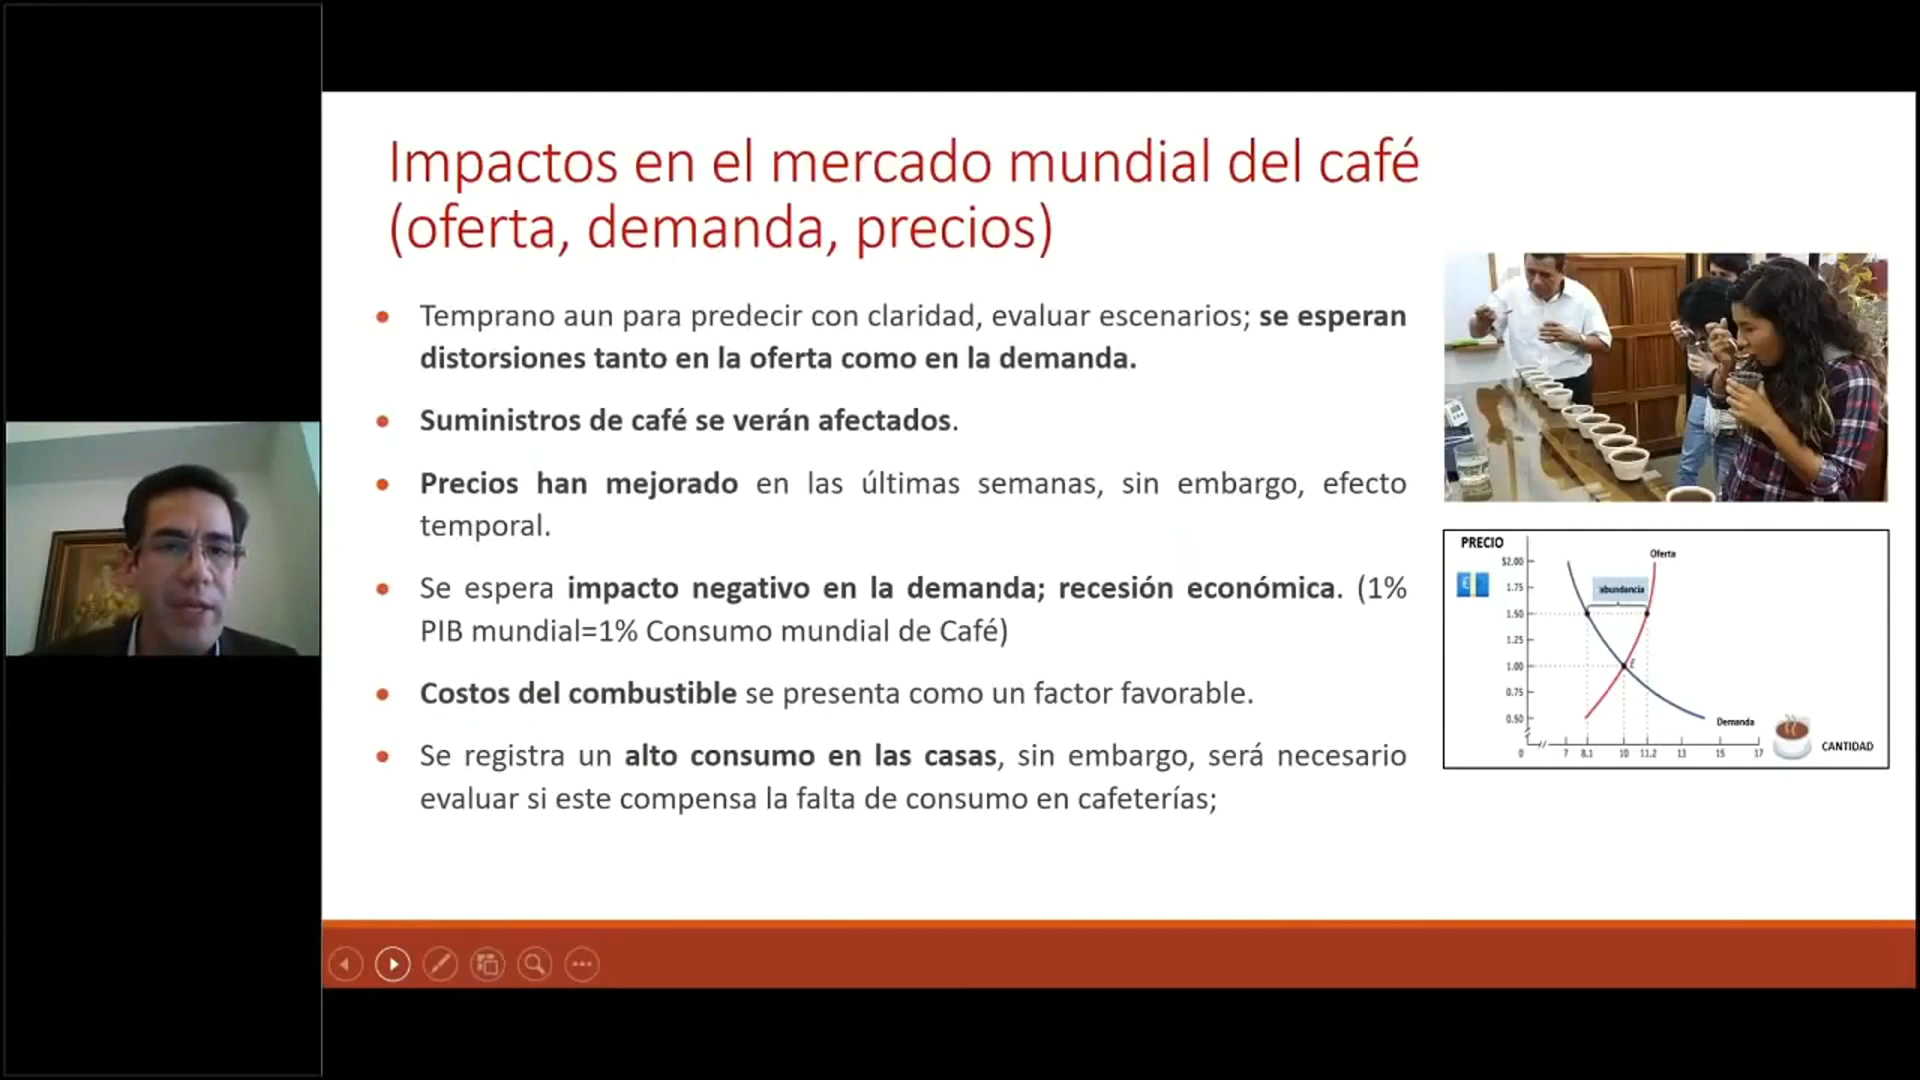 Impactos en el mercado mundial del café
(oferta, demanda, precios)
• Temprano aun para predecir con claridad, evaluar escenarios; se esperan
distorsiones tanto en la oferta como en la demanda.
• Suministros de café se verán afectados.
• Precios han mejorado en las últimas semanas, sin embargo, efecto
temporal.
• Se espera impacto negativo en la demanda; recesión económica. (1%
PIB mundial=1% Consumo mundial de Café)
• Costos del combustible se presenta como un factor favorable.
• Se registra un alto consumo en las casas, sin embargo, será necesario
evaluar si este compensa la falta de consumo en cafeterías;
PRECIO
Oferta
$2.00
abundancia
1.75
1.50
1.25
1.00
E
0.75
0.50
Demanda
0 7 8.1 10 11.2 13 15 17
CANTIDAD